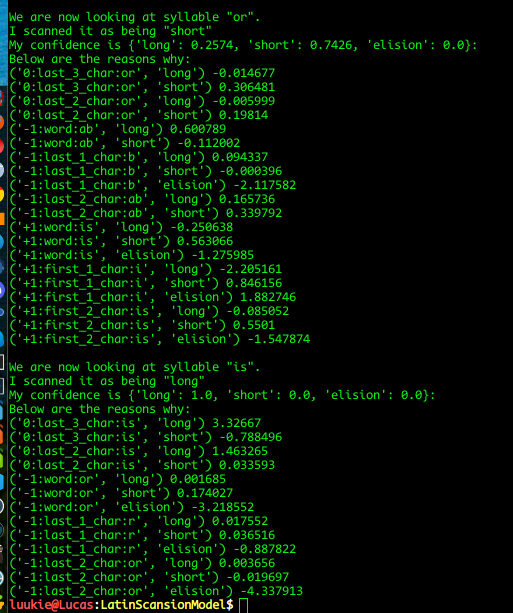 We are now looking at syllable "or".
I scanned it as being "short"
My confidence is {'long': 0.2574, 'short': 0.7426, 'elision': 0.0}:
Below are the reasons why:
('0:last_3_char:or', 'long') -0.014677
('0:last_3_char:or', 'short') 0.306481
('0:last_2_char:or', 'long') -0.005999
('0:last_2_char:or', 'short') 0.19814
('-1:word:ab', 'long') 0.600789
('-1:word:ab', 'short') -0.112002
('-1:last_1_char:b', 'long') 0.094337
('-1:last_1_char:b', 'short') -0.000396
('-1:last_1_char:b', 'elision') -2.117582
('-1:last_2_char:ab', 'long') 0.165736
('-1:last_2_char:ab', 'short') 0.339792
('+1:word:is', 'long') -0.250638
('+1:word:is', 'short') 0.563066
('+1:word:is', 'elision') -1.275985
('+1:first_1_char:i', 'long') -2.205161
('+1:first_1_char:i', 'short') 0.846156
('+1:first_1_char:i', 'elision') 1.882746
('+1:first_2_char:is', 'long') -0.085052
('+1:first_2_char:is', 'short') 0.5501
('+1:first_2_char:is', 'elision') -1.547874
We are now looking at syllable "is".
I scanned it as being "long"
My confidence is {'long': 1.0, 'short': 0.0, 'elision': 0.0}:
Below are the reasons why:
('0:last_3_char:is', 'long') 3.32667
('0:last_3_char:is', 'short') -0.788496
('0:last_2_char:is', 'long') 1.463265
('0:last_2_char:is', 'short') 0.033593
('-1:word:or', 'long') 0.001685
('-1:word:or', 'short') 0.174027
('-1:word:or', 'elision') -3.218552
('-1:last_1_char:r', 'long') 0.017552
('-1:last_1_char:r', 'short') 0.036516
('-1:last_1_char:r', 'elision') -0.887822
('-1:last_2_char:or', 'long') 0.003656
('-1:last_2_char:or', 'short') -0.019697
('-1:last_2_char:or', 'elision') -4.337913
luukie@Lucas:LatinScansionModel$